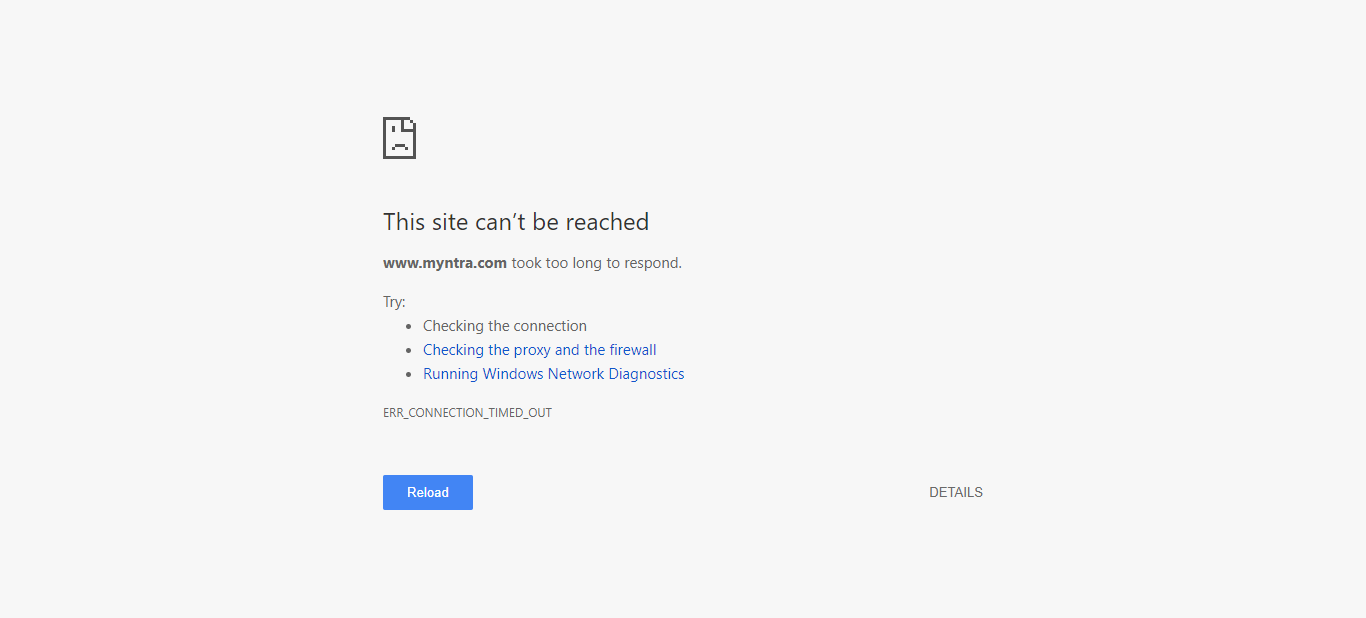 This site can’t be reached
www.myntra.com took too long to respond.
Try:
• Checking the connection
• Checking the proxy and the firewall
• Running Windows Network Diagnostics
ERR_CONNECTION_TIMED_OUT
Reload
DETAILS